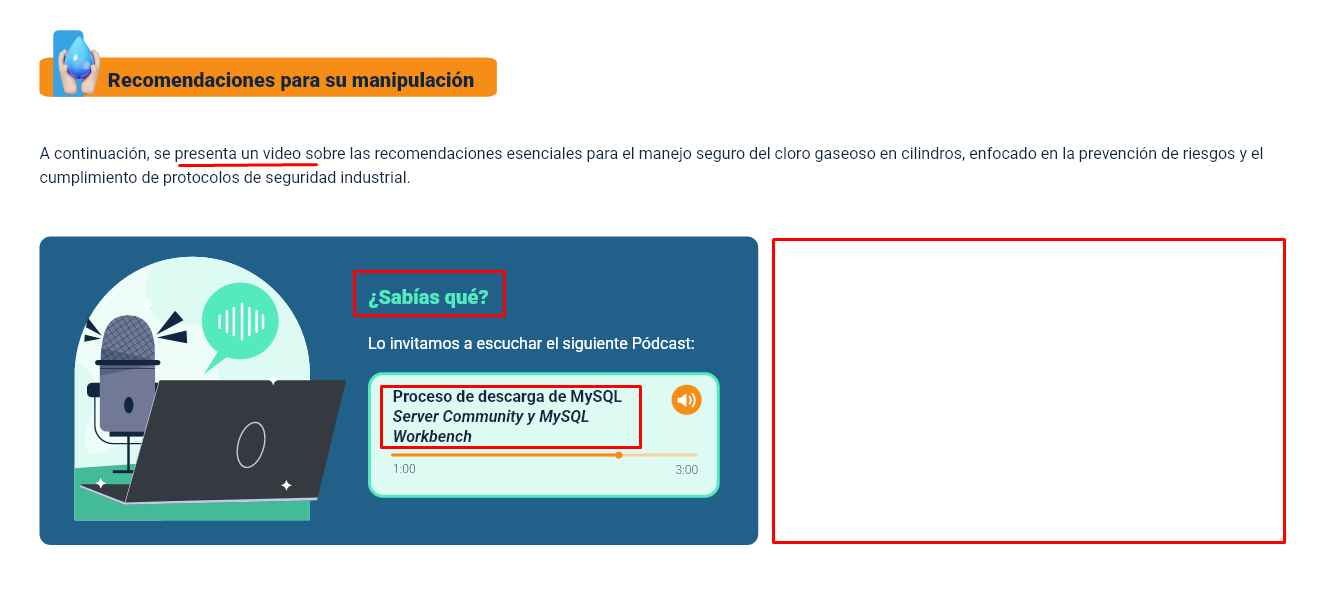 Recomendaciones para su manipulación
A continuación, se presenta un video sobre las recomendaciones esenciales para el manejo seguro del cloro gaseoso en cilindros, enfocado en la prevención de riesgos y el
cumplimiento de protocolos de seguridad industrial.
¿Sabías qué?
Lo invitamos a escuchar el siguiente Pódcast:
Proceso de descarga de MySQL
Server Community y MySQL
Workbench
1:00
3:00